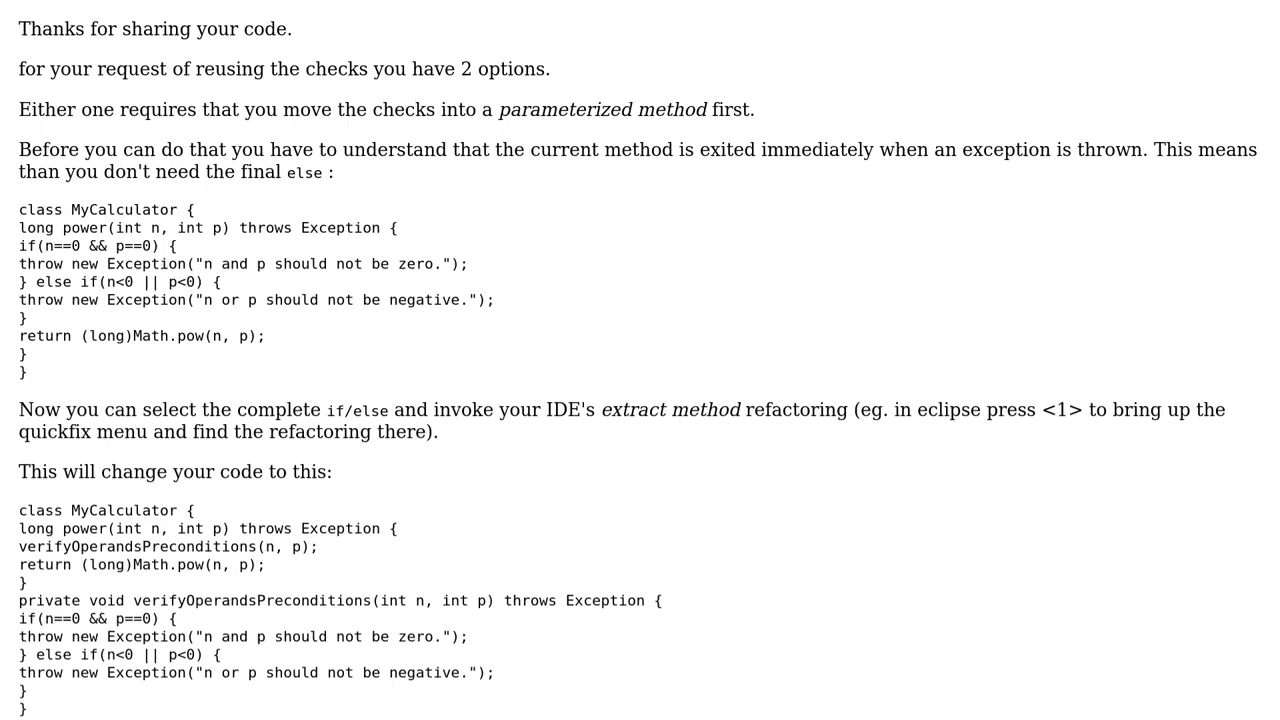 Thanks for sharing your code.
for your request of reusing the checks you have 2 options.
Either one requires that you move the checks into a parameterized method first.
Before you can do that you have to understand that the current method is exited immediately when an exception is thrown. This means
than you don't need the final else :
class MyCalculator {
long power(int n, int p) throws Exception {
if(n==0 && p==0) {
throw new Exception("n and p should not be zero.");
} else if(n<0 || p<0) {
throw new Exception("n or p should not be negative.");
}
return (long)Math.pow(n, p);
}
}
Now you can select the complete if/else and invoke your IDE's extract method refactoring (eg. in eclipse press <1> to bring up the
quickfix menu and find the refactoring there).
This will change your code to this:
class MyCalculator {
long power(int n, int p) throws Exception {
verifyOperandsPreconditions(n, p);
return (long)Math.pow(n, p);
}
private void verifyOperandsPreconditions(int n, int p) throws Exception {
if(n==0 && p==0) {
throw new Exception("n and p should not be zero.");
} else if(n<0 || p<0) {
throw new Exception("n or p should not be negative.");
}
}